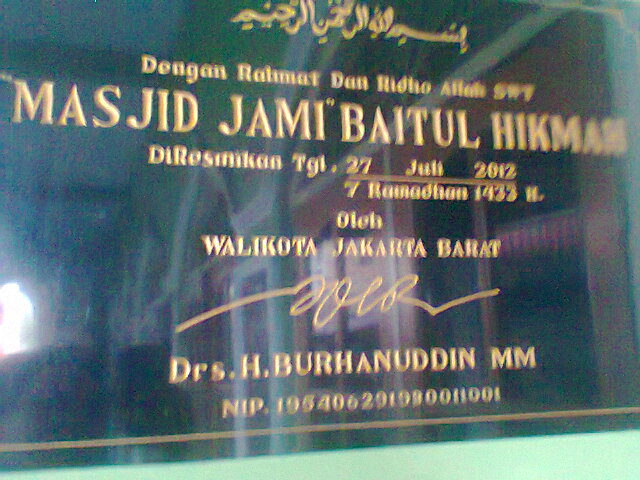 بسم الله الرحمن الرحيم
Dengan Rahmat Dan Ridho Allah SWT
"MASJID JAMI" BAITUL HIKMAH
DiResmikan Tgl. 27 Juli 2012
7 Ramadhan 1433 H.
Oleh
WALIKOTA JAKARTA BARAT
Drs. H. BURHANUDDIN MM
NIP.